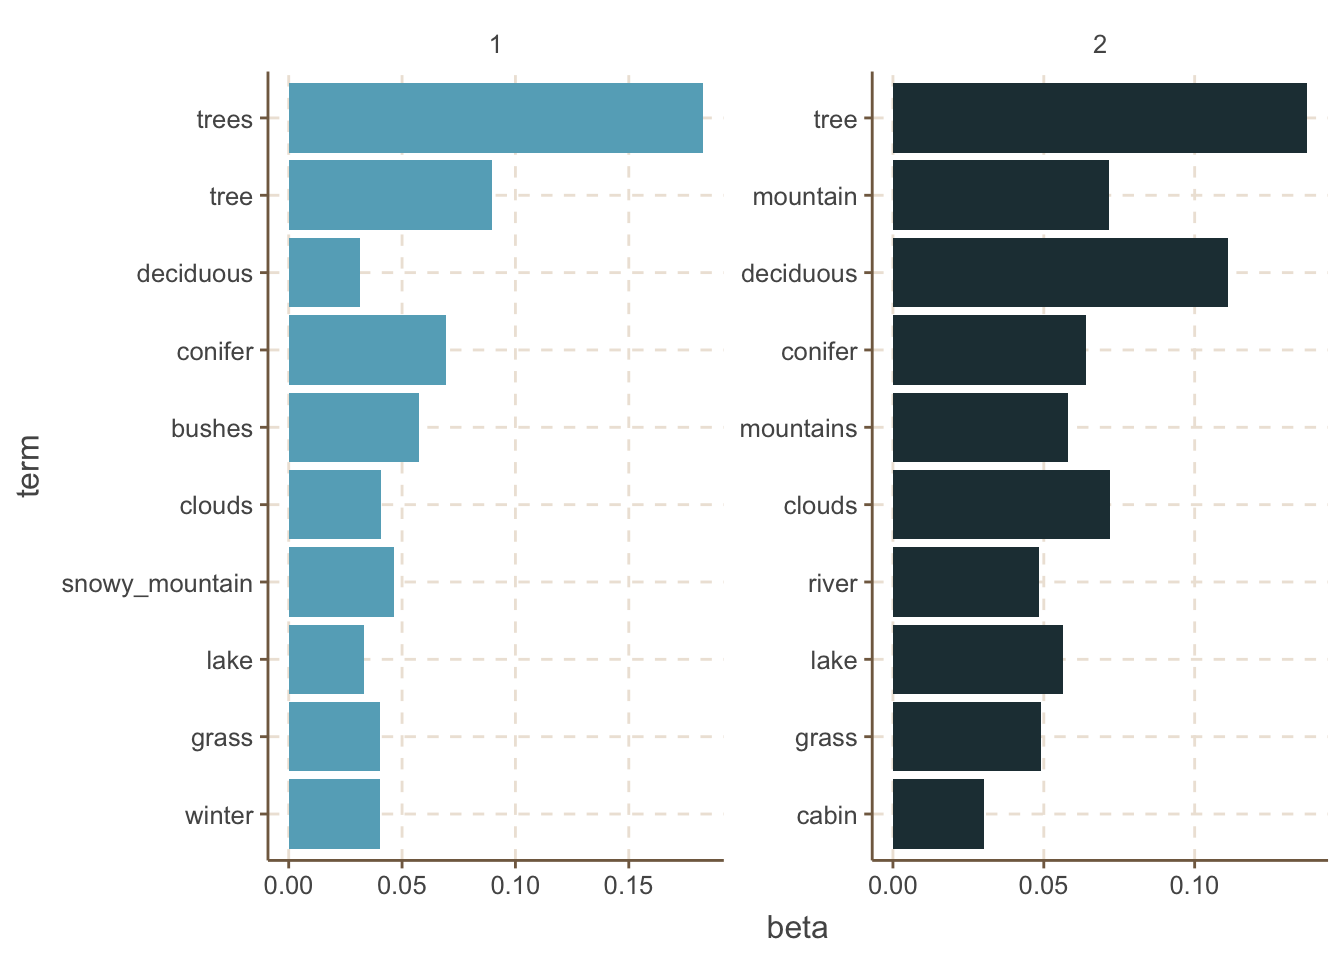 1
2
term
trees
tree
deciduous
conifer
bushes
clouds
snowy_mountain
lake
grass
winter
0.00 0.05 0.10 0.15
tree
mountain
deciduous
conifer
mountains
clouds
river
lake
grass
cabin
0.00 0.05 0.10
beta